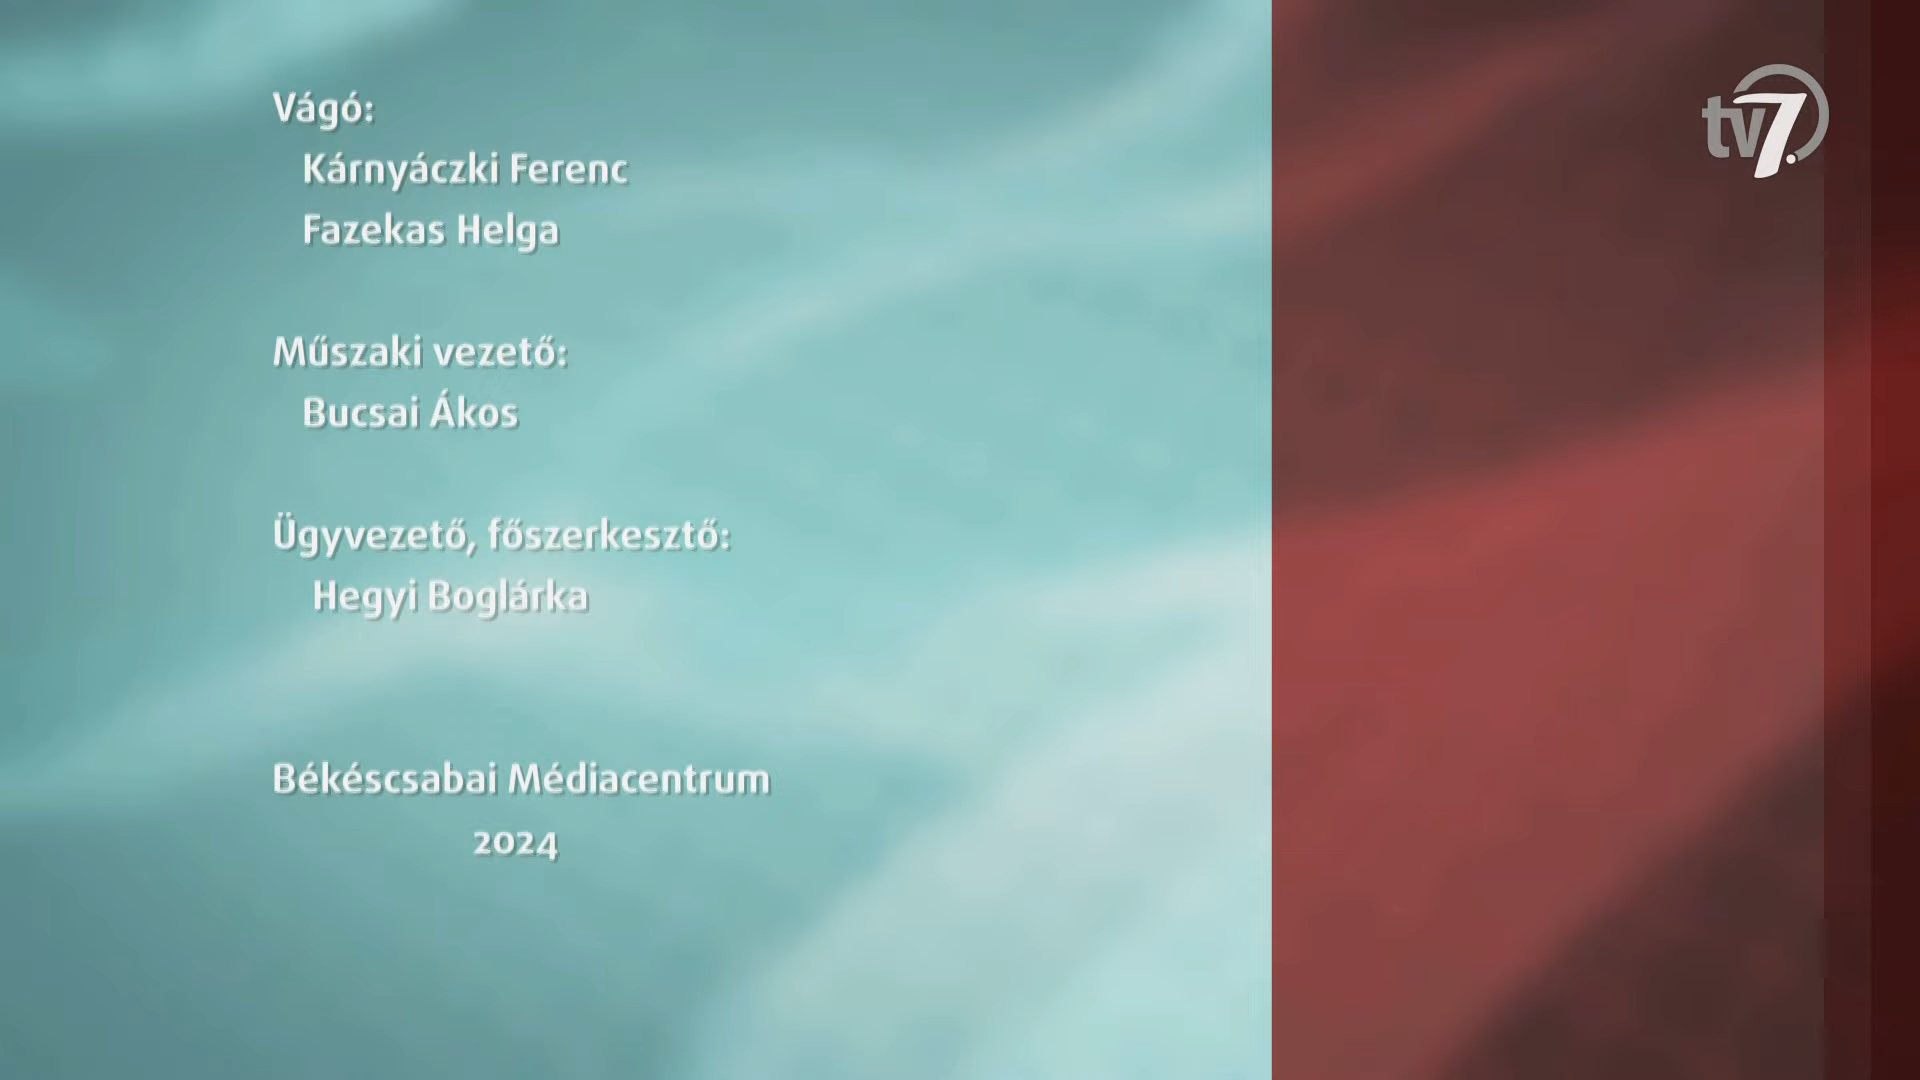 tv7.
Vágó:
Kárnyáczki Ferenc
Fazekas Helga
Műszaki vezető:
Bucsai Ákos
Ügyvezető, főszerkesztő:
Hegyi Boglárka
Békéscsabai Médiacentrum
2024